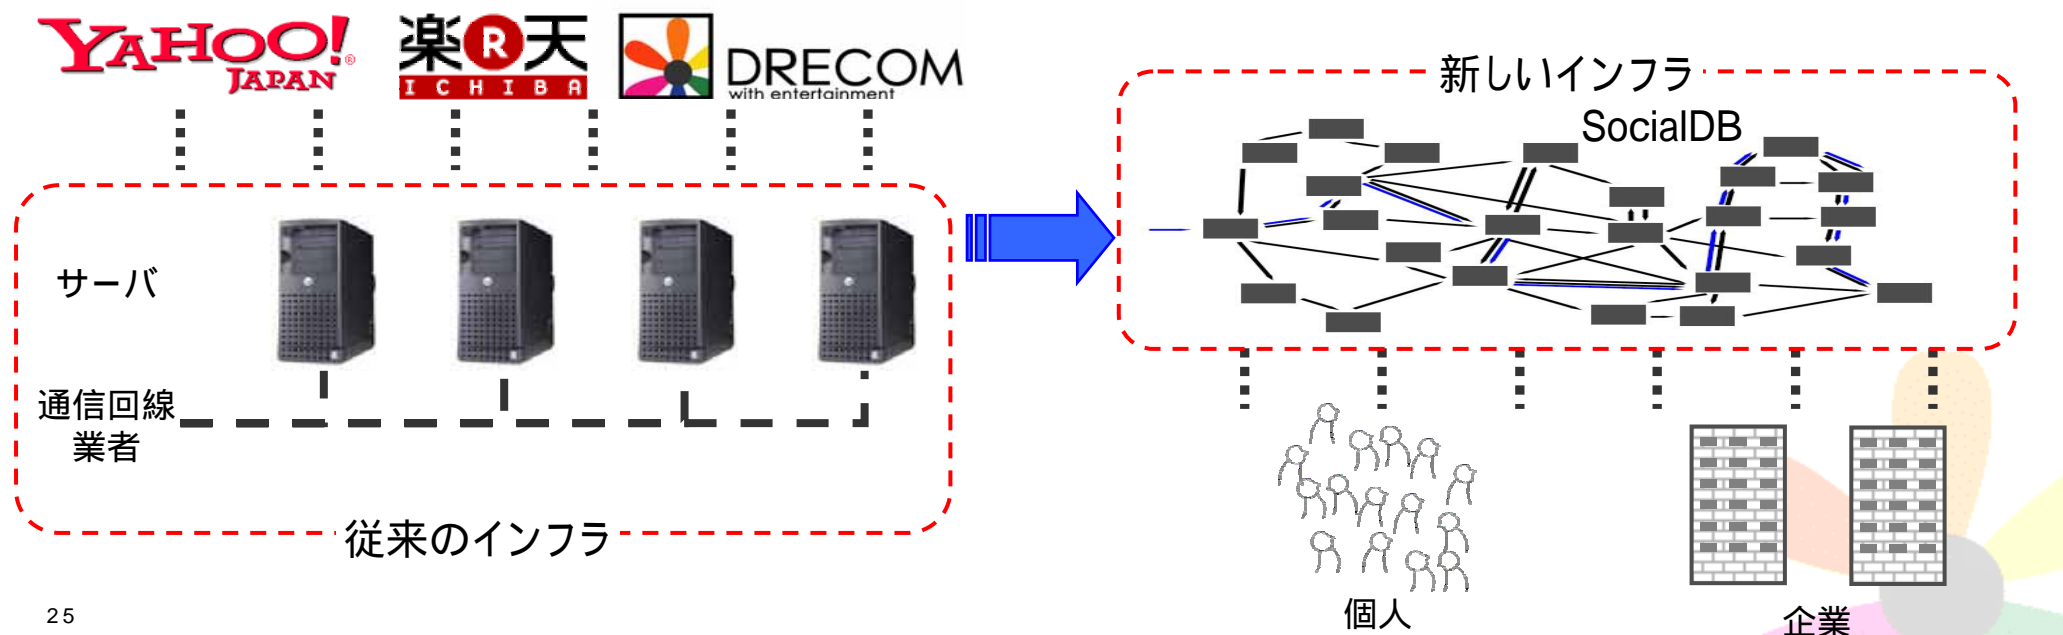 YAHOO!
JAPAN
楽R天
ICHIBA
DRECOM
with entertainment
サーバ
通信回線
業者
従来のインフラ
新しいインフラ
SocialDB
個人
企業
25